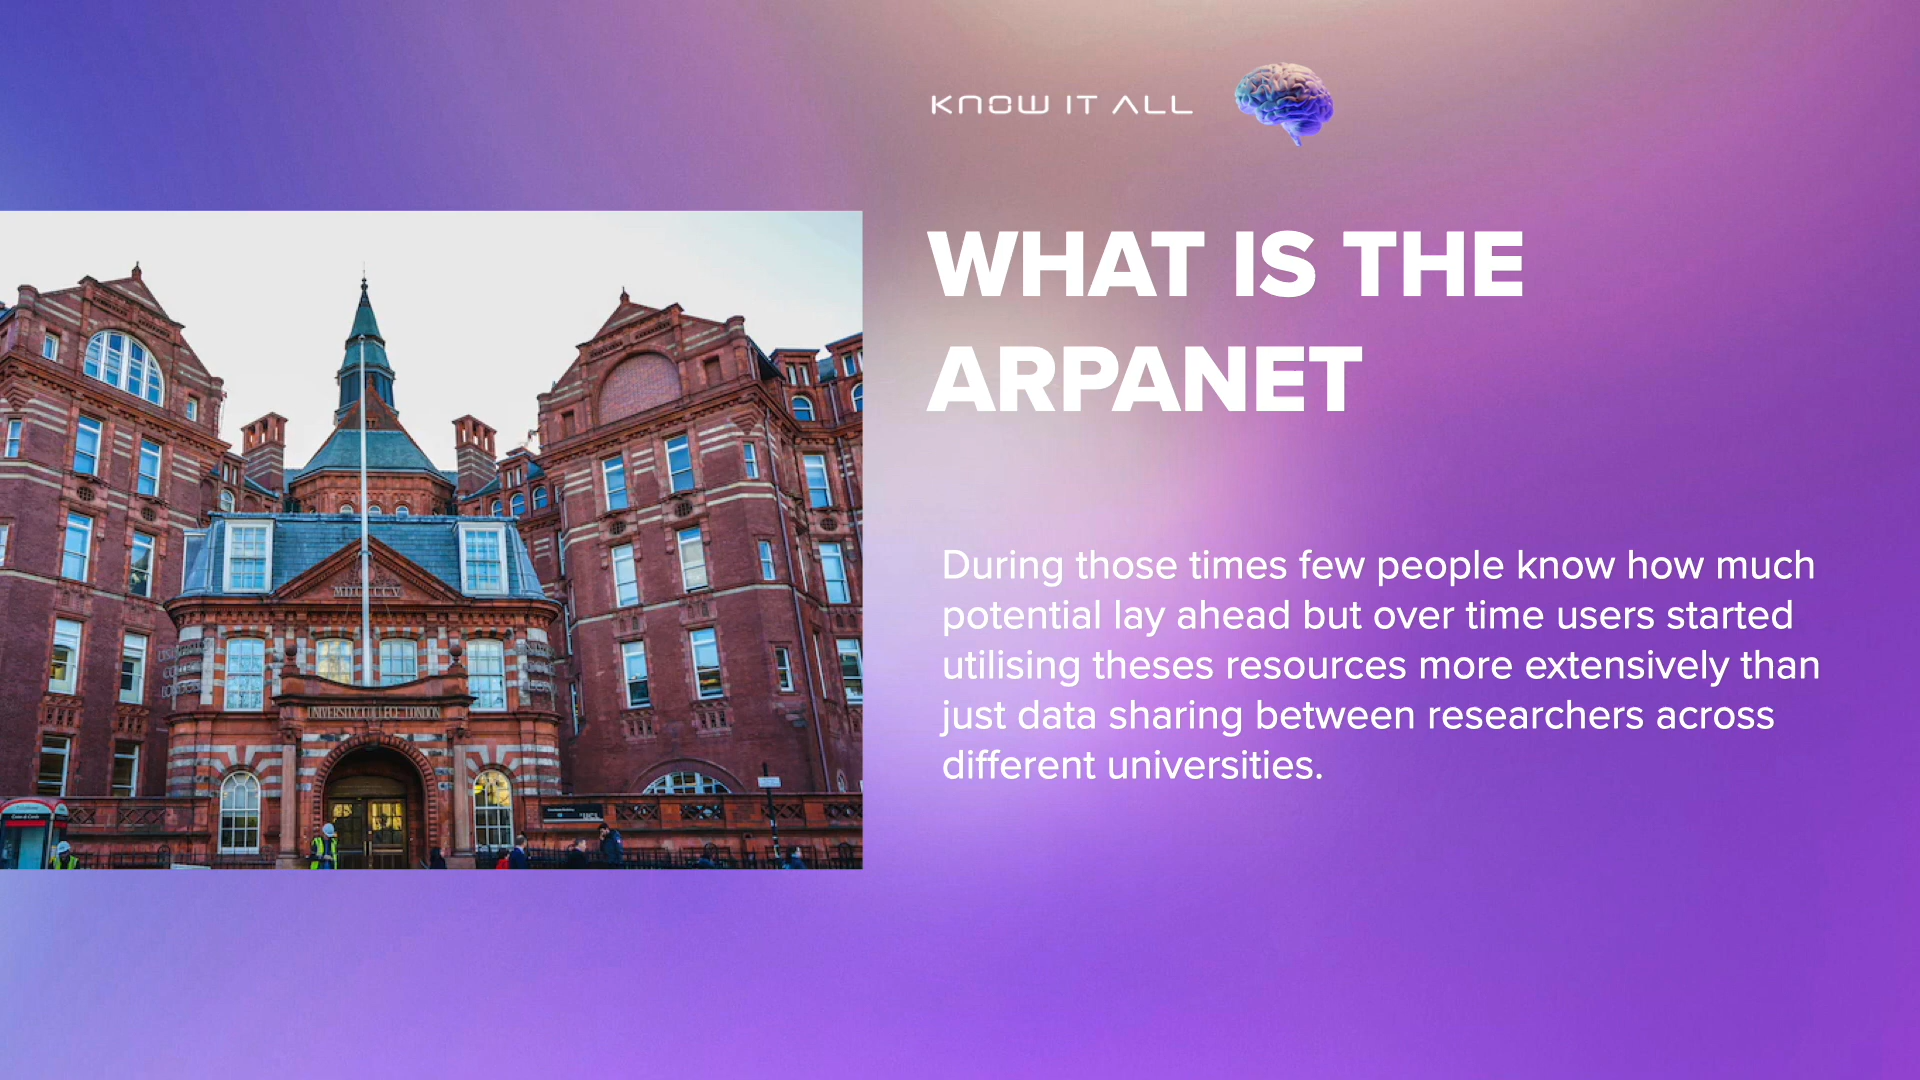 KNOW IT ALL
WHAT IS THE
ARPANET
During those times few people know how much
potential lay ahead but over time users started
utilising theses resources more extensively than
just data sharing between researchers across
different universities.
UNIVERSITY COLLEGE LONDON
UCL